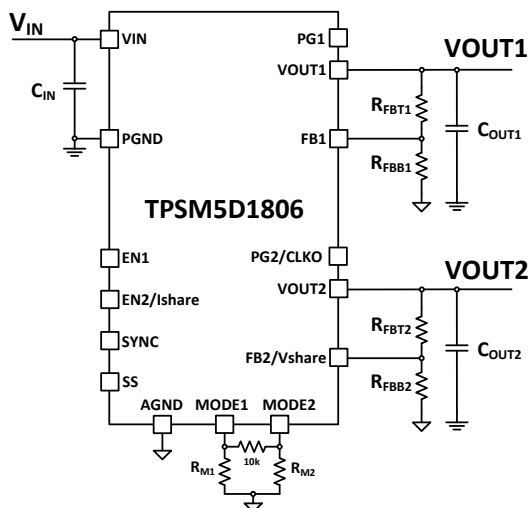 VIN
VIN
CIN
PGND
PG1
VOUT1
VOUT1
RFBT1
FB1
COUT1
RFBB1
TPSM5D1806
EN1
PG2/CLKO
VOUT2
VOUT2
EN2/Ishare
RFBT2
SYNC
FB2/Vshare
COUT2
RFBB2
SS
AGND
MODE1
MODE2
RM1
10k
RM2